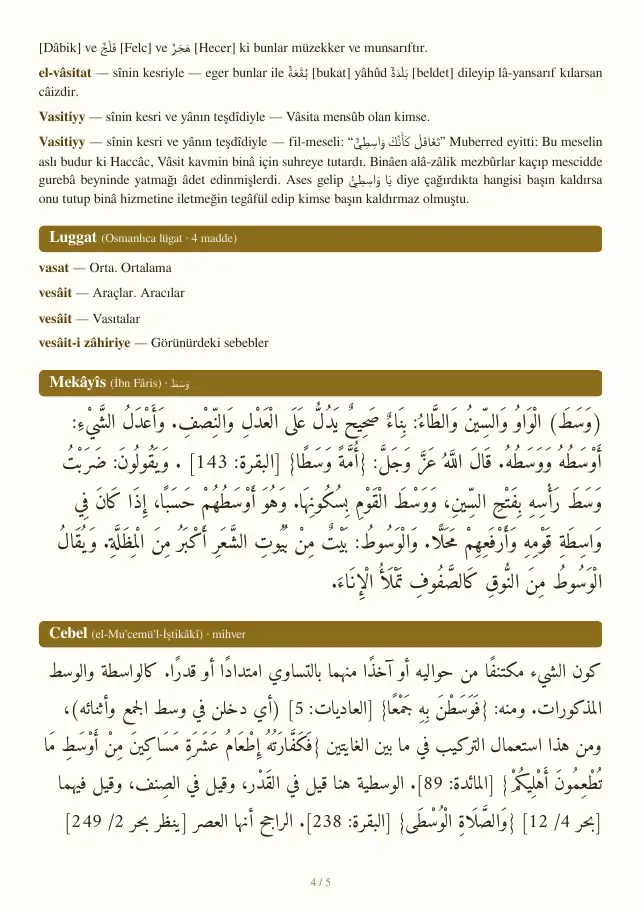 [Dâbik] ve فَلْجٌ [Felc] ve هَجَرٌ [Hecer] ki bunlar müzekker ve munsarıftır.
el-vâsitat — sînin kesriyle — eger bunlar ile بُقْعَةٌ [bukat] yâhûd بَلْدَةٌ [beldet] dileyip lâ-yansarıf kılarsan
câizdir.
Vasitiyy — sînin kesri ve yânın teşdîdiyle — Vâsita mensûb olan kimse.
Vasitiyy — sînin kesri ve yânın teşdîdiyle — fil-meseli: “تَغَافَلْ كَأَنَّكَ وَاسِطِيٌّ” Muberred eyitti: Bu meselin
aslı budur ki Haccâc, Vâsit kavmin binâ için suhreye tutardı. Binâen alâ-zâlik mezbûrlar kaçıp mescidde
gurebâ beyninde yatmağı âdet edinmişlerdi. Ases gelip يَا وَاسِطِيُّ diye çağırdıkta hangisi başın kaldırsa
onu tutup binâ hizmetine iletmeğin tegâfül edip kimse başın kaldırmaz olmuştu.
Luggat (Osmanlıca lügat · 4 madde)
vasat — Orta. Ortalama
vesâit — Araçlar. Aracılar
vesâit — Vasıtalar
vesâit-i zâhiriye — Görünürdeki sebebler
Mekâyîs (İbn Fâris) · وَسَطَ
(وَسَطَ) الْوَاوُ وَالسِّينُ وَالطَّاءُ: بِنَاءٌ صَحِيحٌ يَدُلُّ عَلَى الْعَدْلِ وَالنِّصْفِ. وَأَعْدَلُ الشَّيْءِ:
أَوْسَطُهُ وَوَسَطُهُ. قَالَ اللَّهُ عَزَّ وَجَلَّ: {أُمَّةً وَسَطًا} [البقرة: 143] . وَيَقُولُونَ: ضَرَبْتُ
وَسَطَ رَأْسِهِ بِفَتْحِ السِّينِ، وَوَسْطَ الْقَوْمِ بِسُكُونِهَا. وَهُوَ أَوْسَطُهُمْ حَسَبًا، إِذَا كَانَ فِي
وَاسِطَةِ قَوْمِهِ وَأَرْفَعِهِمْ مَحَلًّا. وَالْوَسُوطُ: بَيْتٌ مِنْ بُيُوتِ الشَّعَرِ أَكْبَرُ مِنَ الْمِظَلَّةِ. وَيُقَالُ
الْوَسُوطُ مِنَ النُّوقِ كَالصَّفُوفِ تَمْلَأُ الْإِنَاءَ.
Cebel (el-Mu'cemü'l-İştikâkî) · mihver
كون الشيء مكتنفًا من حواليه أو آخذًا منهما بالتساوي امتدادًا أو قدرًا. كالواسطة والوسط
المذكورات. ومنه: {فَوَسَطْنَ بِهِ جَمْعًا} [العاديات: 5] (أي دخلن في وسط الجمع وأثنائه)،
ومن هذا استعمال التركيب في ما بين الغايتين {فَكَفَّارَتُهُ إِطْعَامُ عَشَرَةِ مَسَاكِينَ مِنْ أَوْسَطِ مَا
تُطْعِمُونَ أَهْلِيكُمْ} [المائدة: 89]. الوسطية هنا قيل في القَدْر، وقيل في الصِنف، وقيل فيهما
[بحر 4/ 12] {وَالصَّلَاةِ الْوُسْطَى} [البقرة: 238]. الراجح أنها العصر [ينظر بحر 2/ 249]
4 / 5